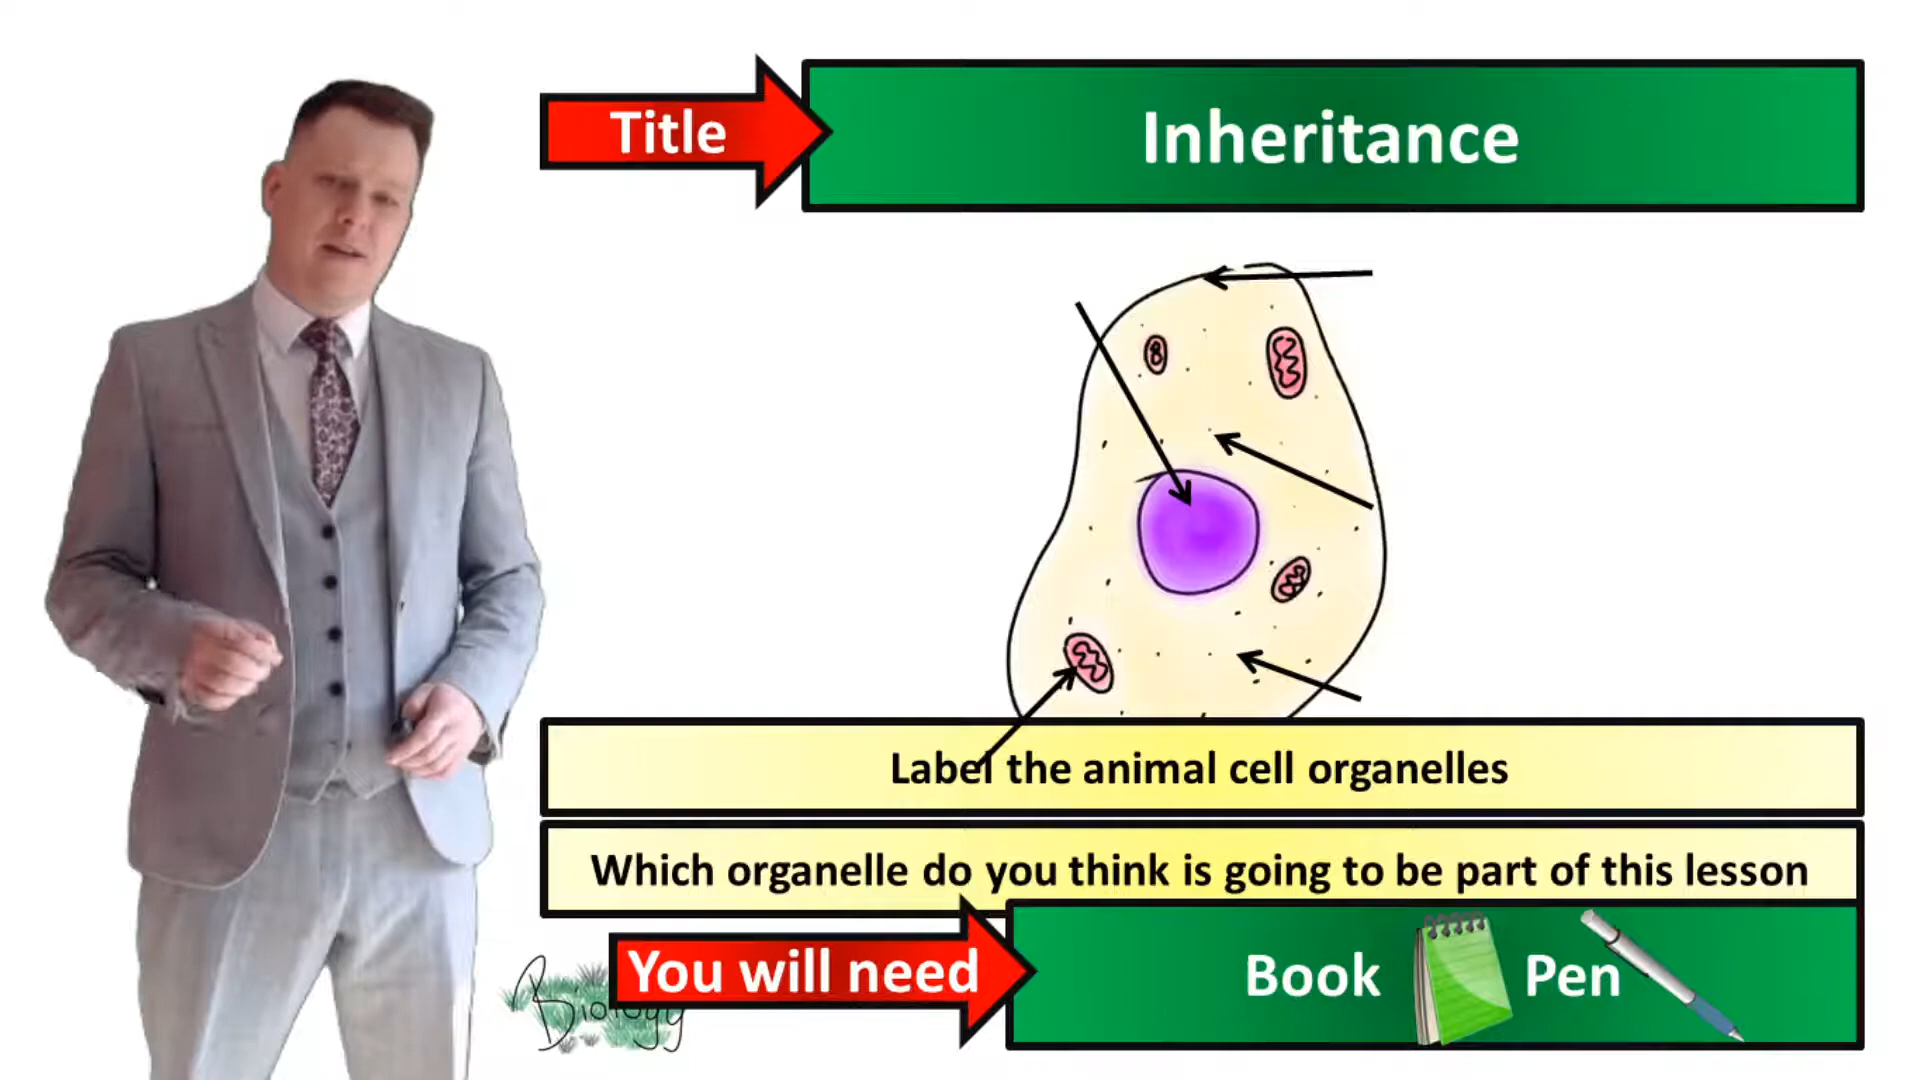 Title
Inheritance
Label the animal cell organelles
Which organelle do you think is going to be part of this lesson
You will need
Book
Pen
Biology